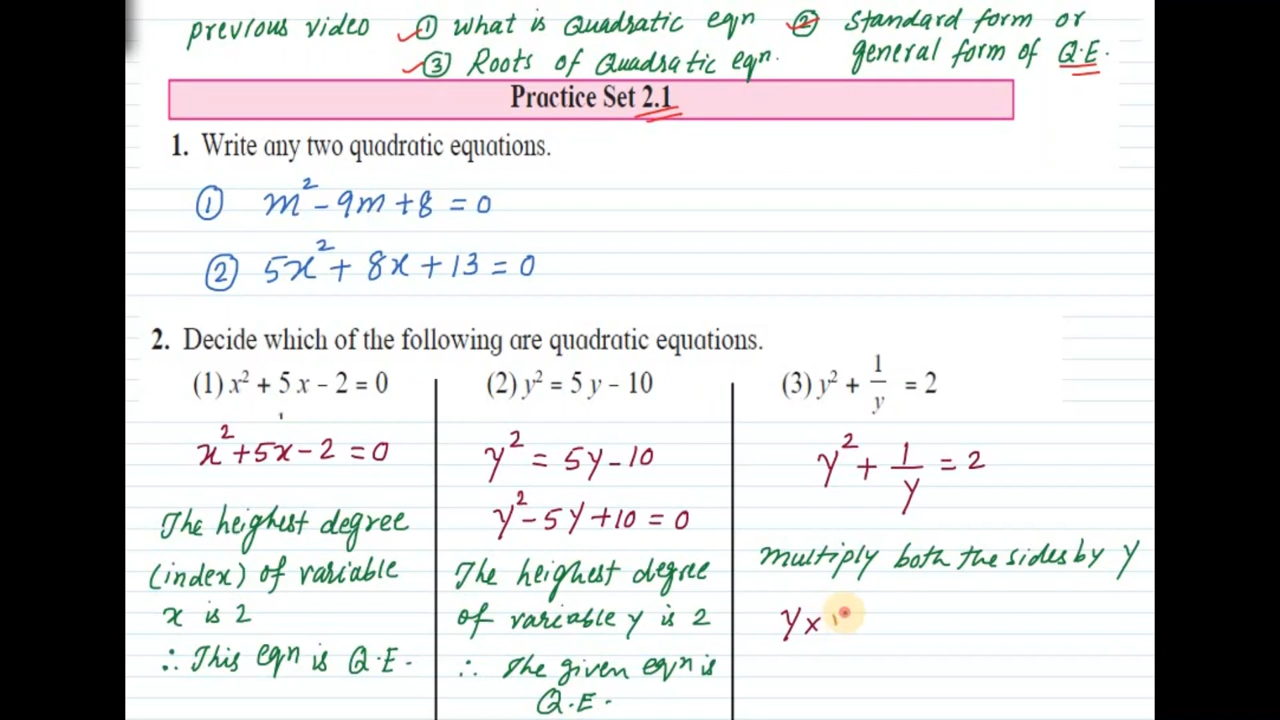 previous video ① What is Quadratic eqn ② Standard form or
③ Roots of Quadratic eqn. general form of Q.E.
Practice Set 2.1
1. Write any two quadratic equations.
① m² - 9m + 8 = 0
② 5x² + 8x + 13 = 0
2. Decide which of the following are quadratic equations.
(1) x² + 5 x – 2 = 0
x² + 5x - 2 = 0
The heighest degree
(index) of variable
x is 2
∴ This eqn is Q.E.
(2) y² = 5 y – 10
y² = 5y - 10
y² - 5y + 10 = 0
The heighest degree
of variable y is 2
∴ The given eqn is
Q.E.
(3) y² + 1/y = 2
y² + 1/y = 2
multiply both the sides by y
y ×